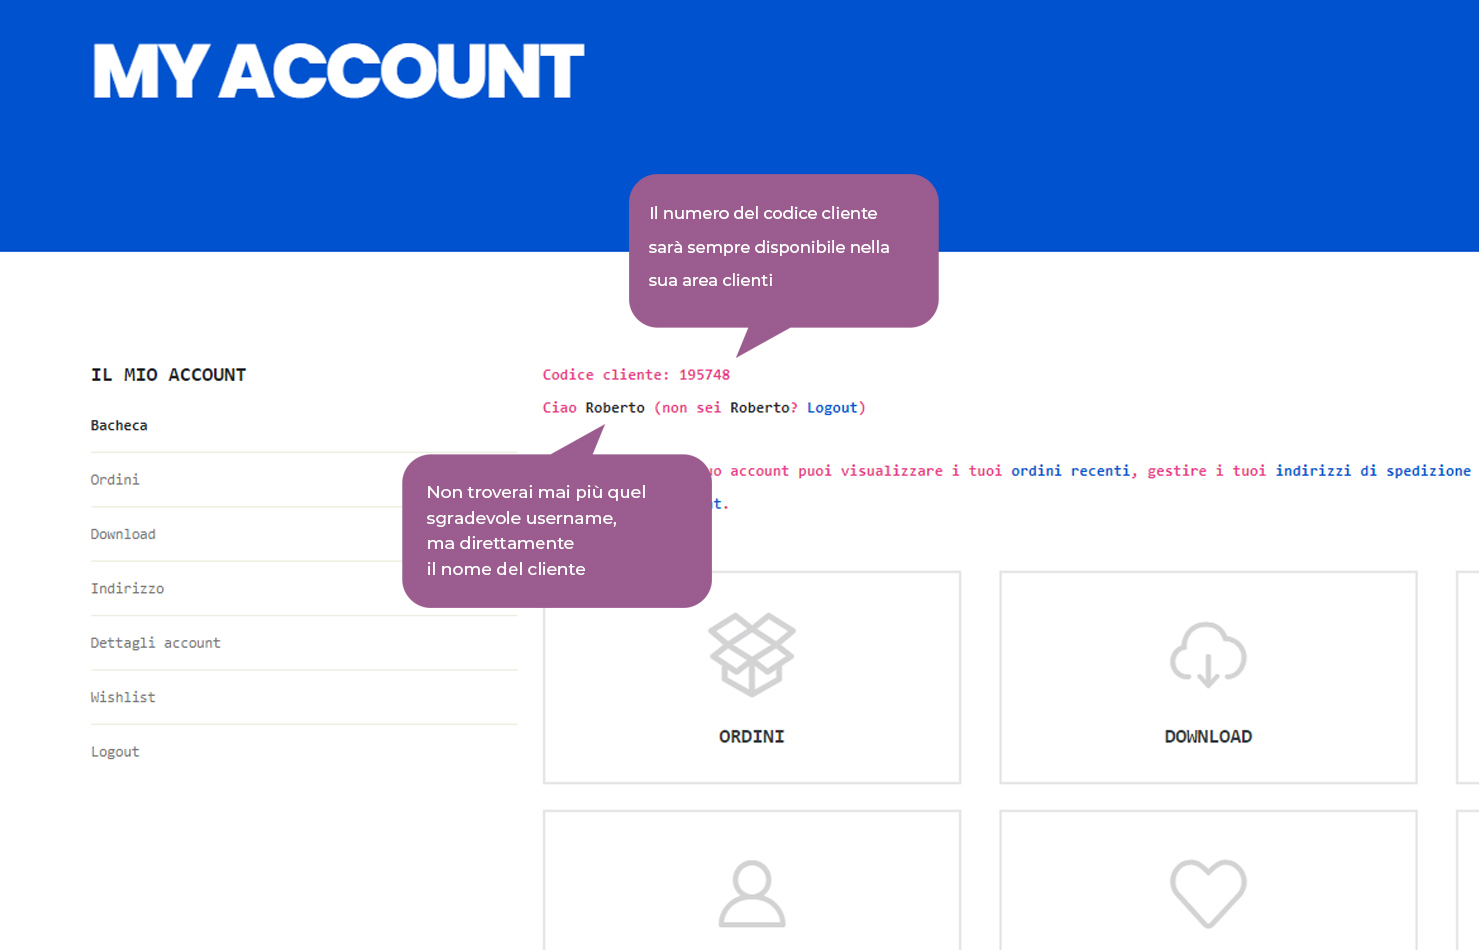 MY ACCOUNT
Il numero del codice cliente
sarà sempre disponibile nella
sua area clienti
IL MIO ACCOUNT
Bacheca
Ordini
Download
Indirizzo
Dettagli account
Wishlist
Logout
Codice cliente: 195748
Ciao Roberto (non sei Roberto? Logout)
account puoi visualizzare i tuoi ordini recenti, gestire i tuoi indirizzi di spedizione
Non troverai mai più quel
sgradevole username,
ma direttamente
il nome del cliente
ORDINI
DOWNLOAD